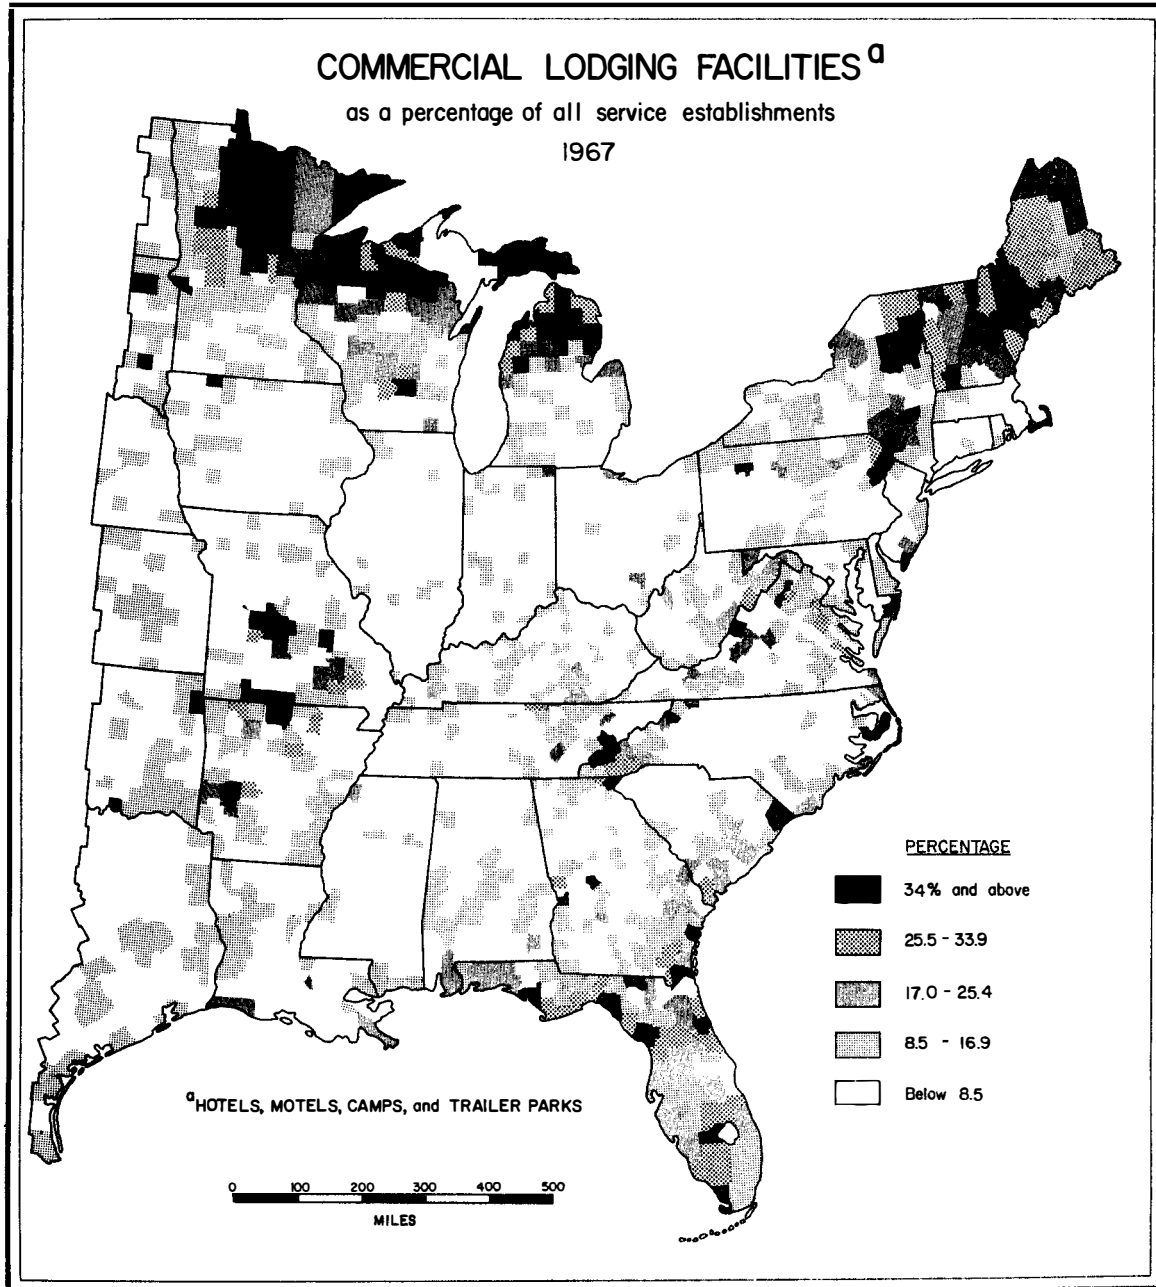 COMMERCIAL LODGING FACILITIES a
as a percentage of all service establishments
1967
PERCENTAGE
34% and above
25.5 - 33.9
17.0 - 25.4
8.5 - 16.9
Below 8.5
a HOTELS, MOTELS, CAMPS, and TRAILER PARKS
0 100 200 300 400 500
MILES